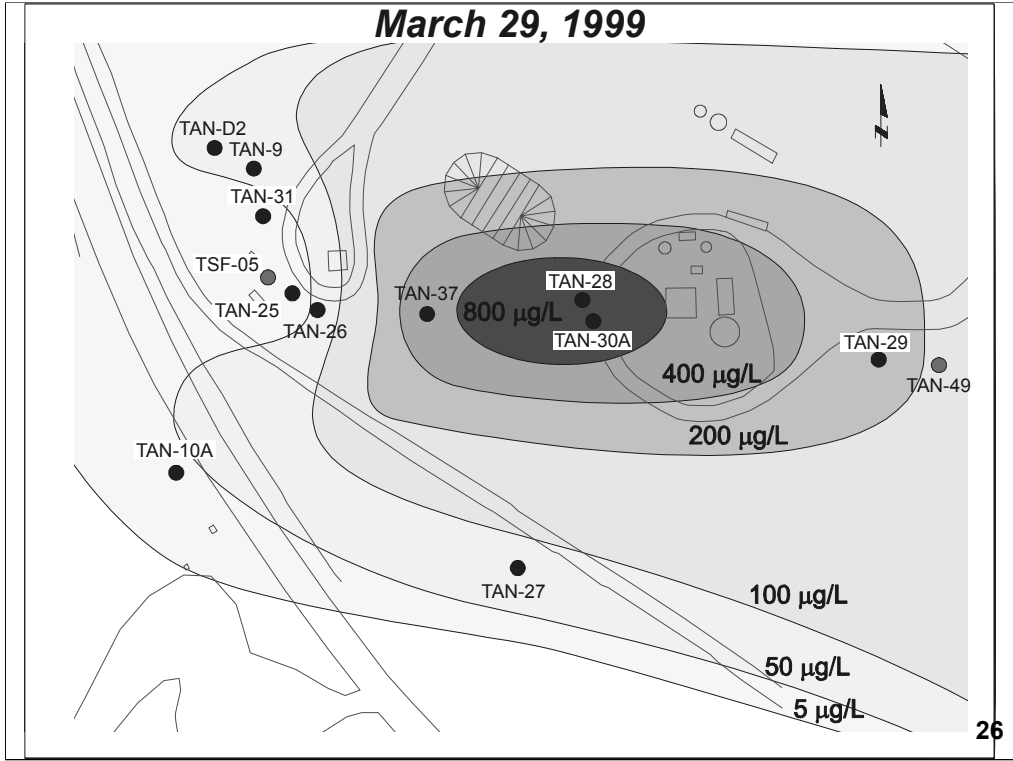 March 29, 1999
TAN-D2
TAN-9
TAN-31
N
TSF-05
TAN-25
TAN-26
TAN-37
TAN-28
800 μg/L
TAN-30A
TAN-29
TAN-49
400 μg/L
200 μg/L
TAN-10A
TAN-27
100 μg/L
50 μg/L
5 μg/L
26